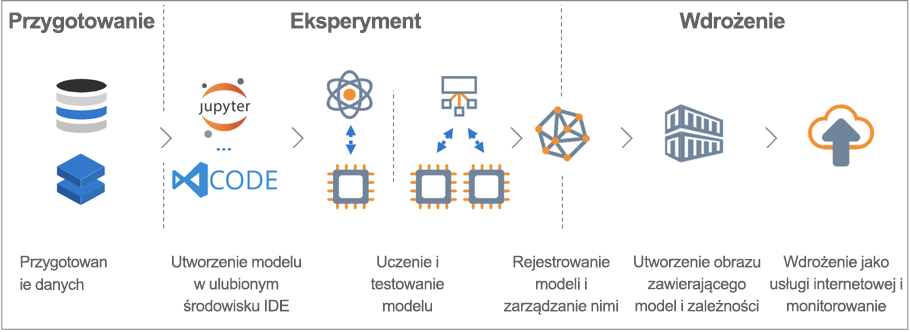 Przygotowanie
Eksperyment
Wdrożenie
jupyter
...
CODE
Przygotowan
ie danych
Utworzenie modelu
w ulubionym
środowisku IDE
Uczenie i
testowanie
modelu
Rejestrowanie
modeli i
zarządzanie nimi
Utworzenie obrazu
zawierającego
model i zależności
Wdrożenie jako
usługi internetowej i
monitorowanie